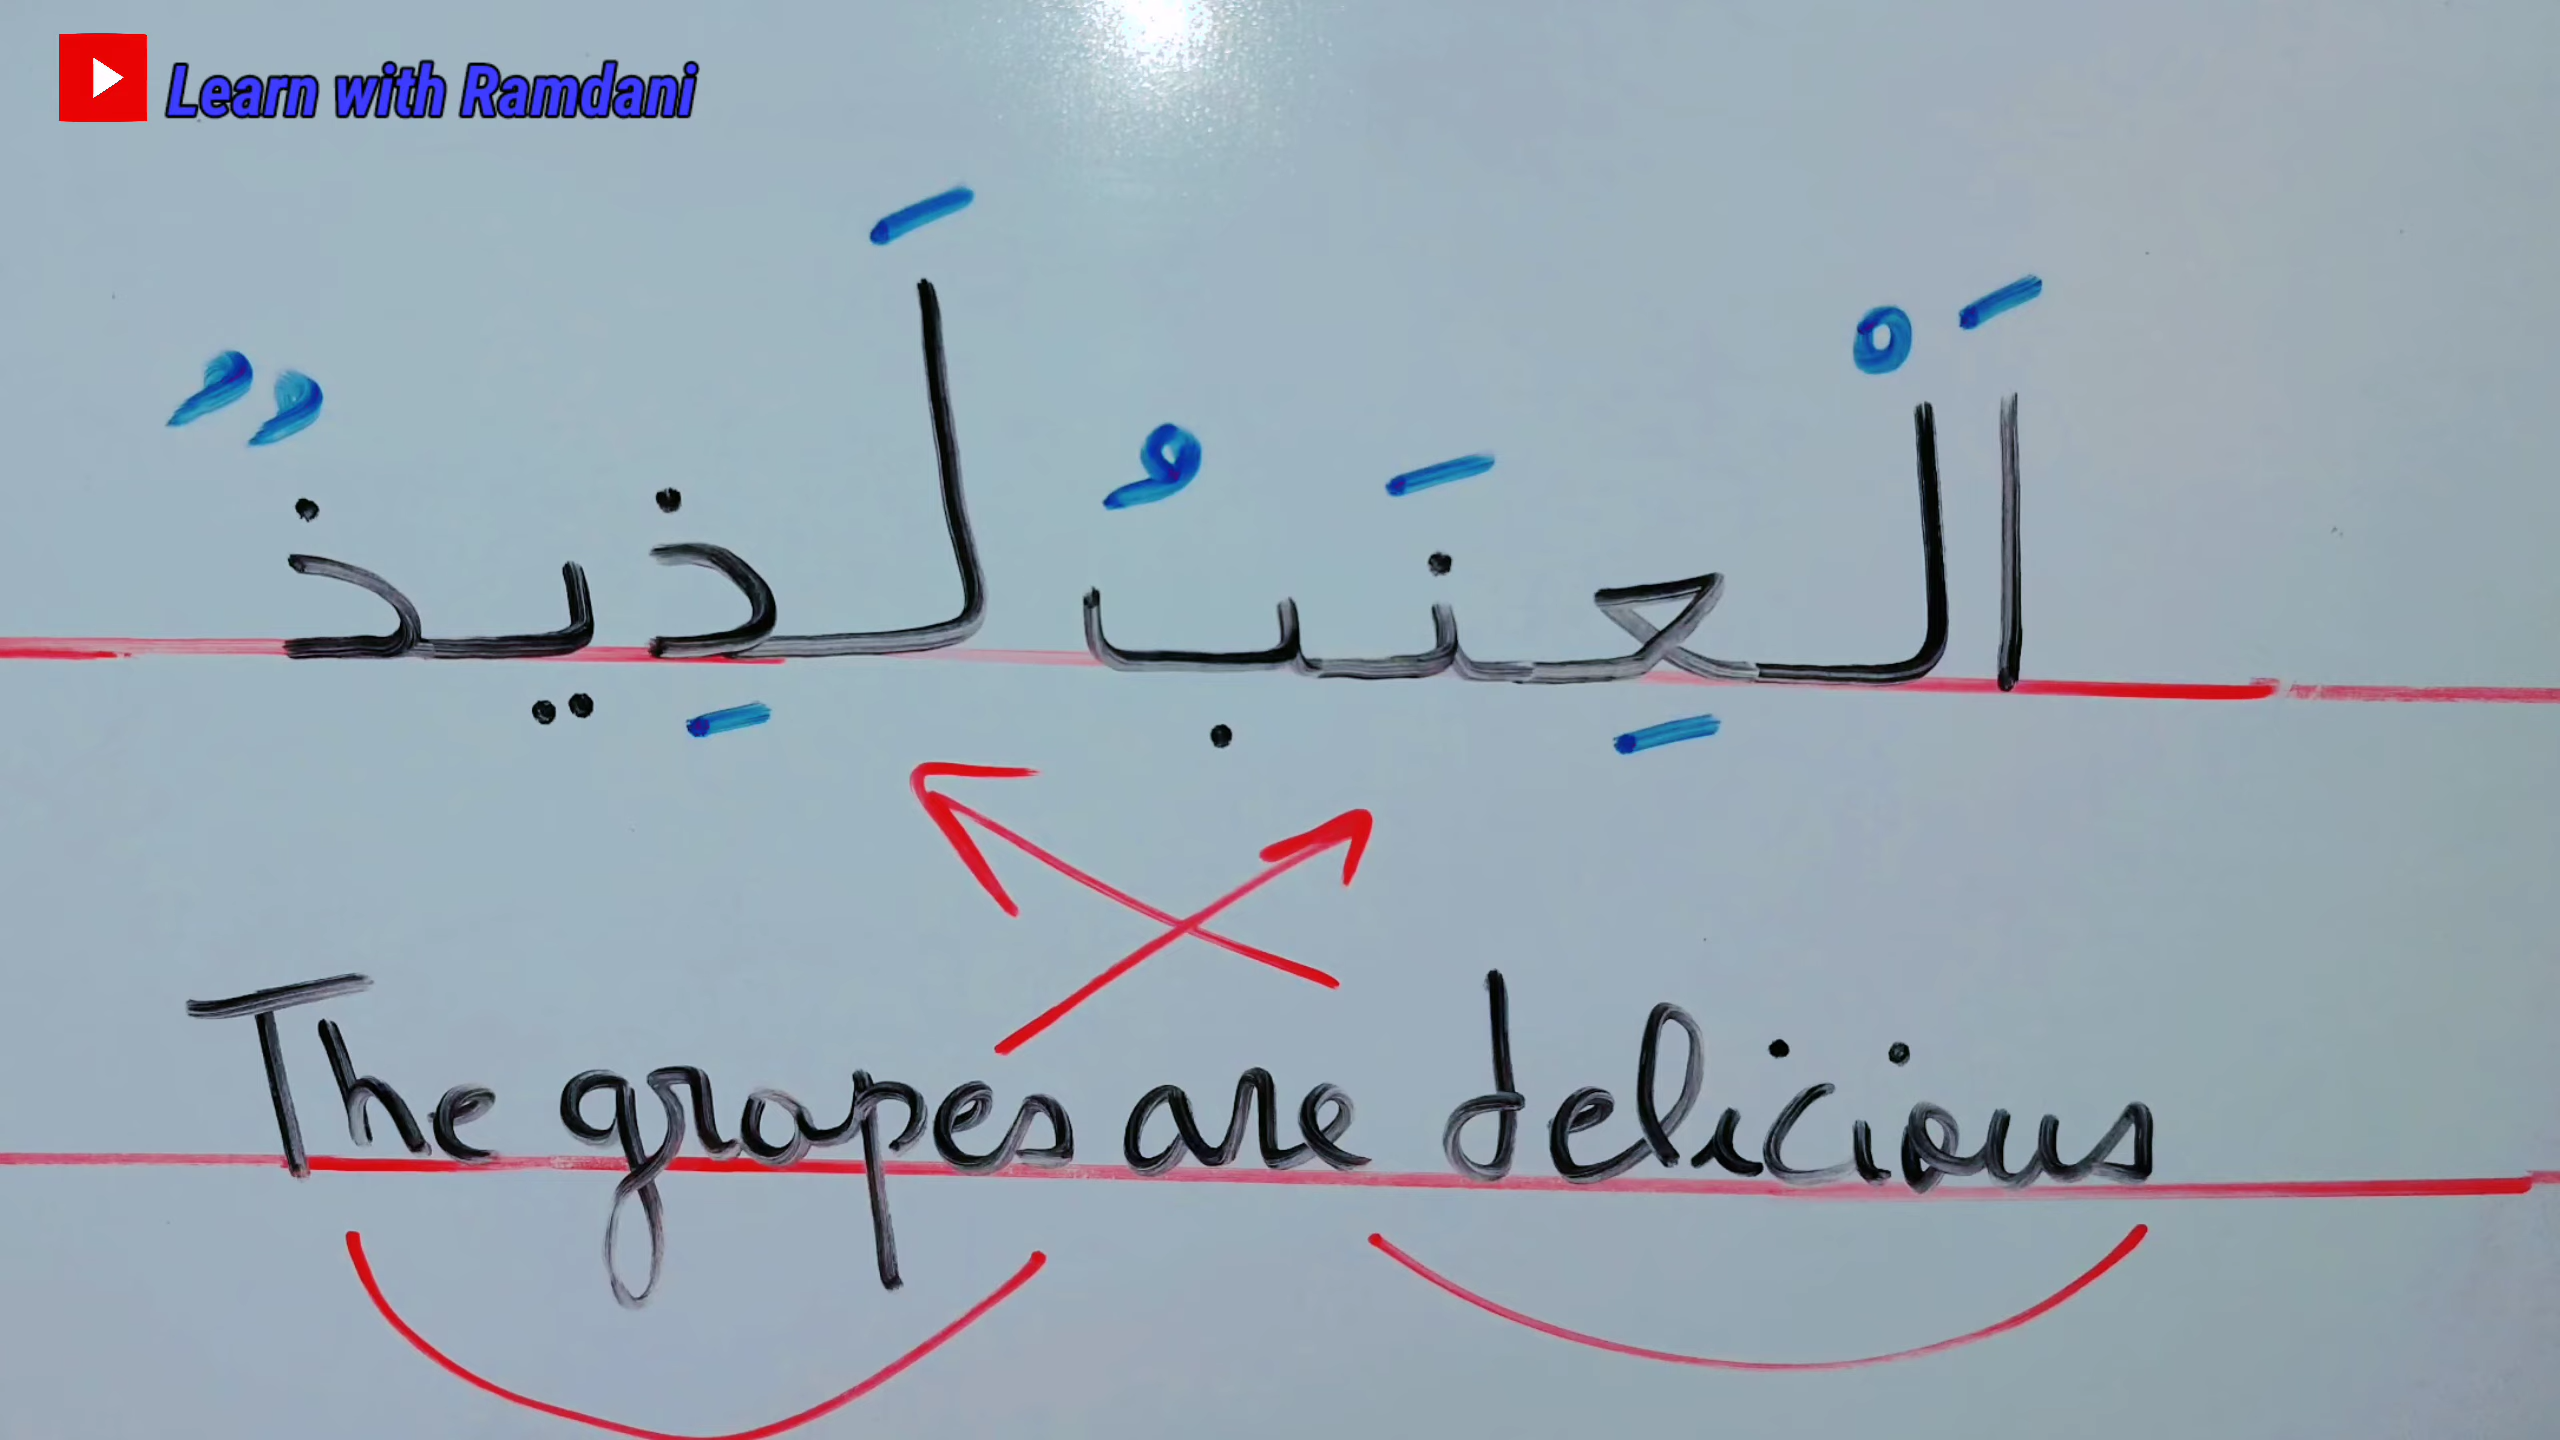 Learn with Ramdani
اَلْعِنَبُ لَذِيذٌ
The grapes are delicious